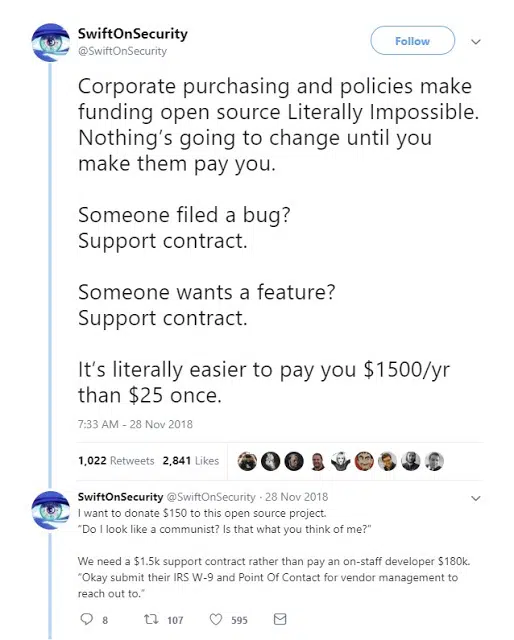 SwiftOnSecurity
@SwiftOnSecurity
Follow
Corporate purchasing and policies make
funding open source Literally Impossible.
Nothing's going to change until you
make them pay you.
Someone filed a bug?
Support contract.
Someone wants a feature?
Support contract.
It's literally easier to pay you $1500/yr
than $25 once.
7:33 AM - 28 Nov 2018
1,022 Retweets 2,841 Likes
SwiftOnSecurity @SwiftOnSecurity · 28 Nov 2018
I want to donate $150 to this open source project.
"Do I look like a communist? Is that what you think of me?"
We need a $1.5k support contract rather than pay an on-staff developer $180k.
"Okay submit their IRS W-9 and Point Of Contact for vendor management to
reach out to."
8 107 595